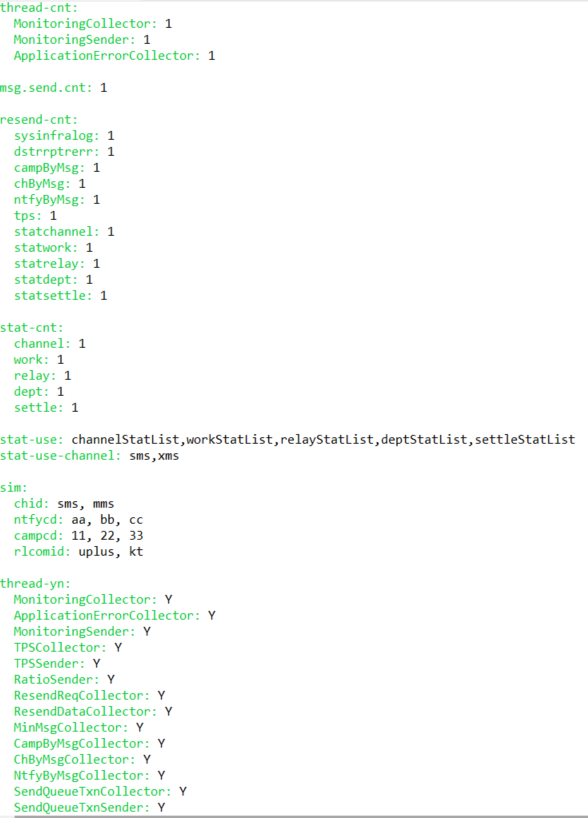 thread-cnt:
  MonitoringCollector: 1
  MonitoringSender: 1
  ApplicationErrorCollector: 1

msg.send.cnt: 1

resend-cnt:
  sysinfralog: 1
  dstrrptrerr: 1
  campByMsg: 1
  chByMsg: 1
  ntfyByMsg: 1
  tps: 1
  statchannel: 1
  statwork: 1
  statrelay: 1
  statdept: 1
  statsettle: 1

stat-cnt:
  channel: 1
  work: 1
  relay: 1
  dept: 1
  settle: 1

stat-use: channelStatList,workStatList,relayStatList,deptStatList,settleStatList
stat-use-channel: sms,xms

sim:
  chid: sms, mms
  ntfycd: aa, bb, cc
  campcd: 11, 22, 33
  rlcomid: uplus, kt

thread-yn:
  MonitoringCollector: Y
  ApplicationErrorCollector: Y
  MonitoringSender: Y
  TPSCollector: Y
  TPSSender: Y
  RatioSender: Y
  ResendReqCollector: Y
  ResendDataCollector: Y
  MinMsgCollector: Y
  CampByMsgCollector: Y
  ChByMsgCollector: Y
  NtfyByMsgCollector: Y
  SendQueueTxnCollector: Y
  SendQueueTxnSender: Y